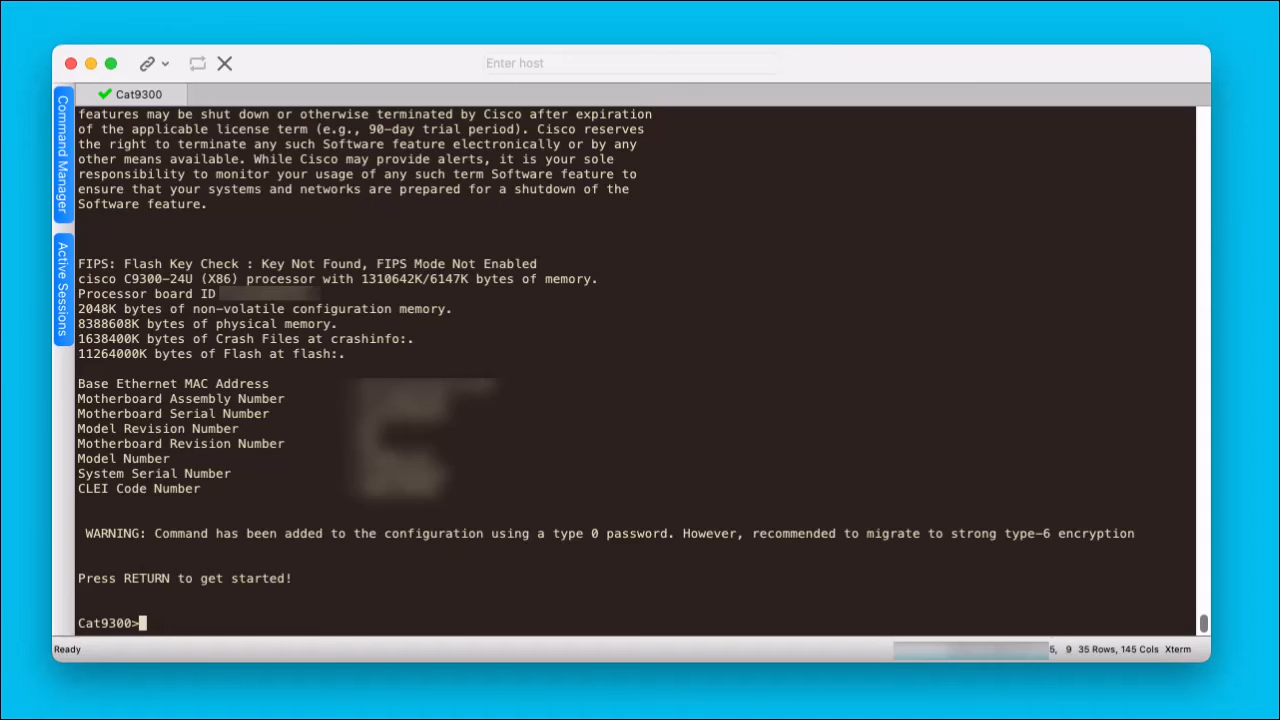 Enter host
Cat9300
Command Manager
Active Sessions
features may be shut down or otherwise terminated by Cisco after expiration
of the applicable license term (e.g., 90-day trial period). Cisco reserves
the right to terminate any such Software feature electronically or by any
other means available. While Cisco may provide alerts, it is your sole
responsibility to monitor your usage of any such term Software feature to
ensure that your systems and networks are prepared for a shutdown of the
Software feature.
FIPS: Flash Key Check : Key Not Found, FIPS Mode Not Enabled
cisco C9300-24U (X86) processor with 1310642K/6147K bytes of memory.
Processor board ID
2048K bytes of non-volatile configuration memory.
8388608K bytes of physical memory.
1638400K bytes of Crash Files at crashinfo:.
11264000K bytes of Flash at flash:.
Base Ethernet MAC Address
Motherboard Assembly Number
Motherboard Serial Number
Model Revision Number
Motherboard Revision Number
Model Number
System Serial Number
CLEI Code Number
WARNING: Command has been added to the configuration using a type 0 password. However, recommended to migrate to strong type-6 encryption
Press RETURN to get started!
Cat9300>
Ready
5, 9 35 Rows, 145 Cols Xterm